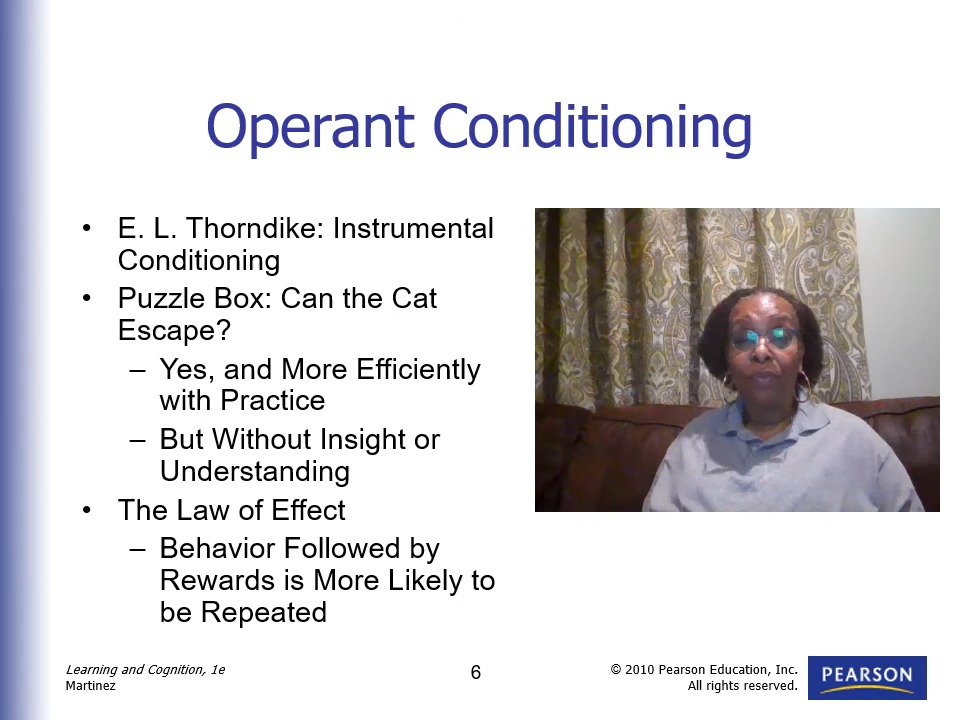 Operant Conditioning
• E. L. Thorndike: Instrumental
Conditioning
• Puzzle Box: Can the Cat
Escape?
– Yes, and More Efficiently
with Practice
– But Without Insight or
Understanding
• The Law of Effect
– Behavior Followed by
Rewards is More Likely to
be Repeated
Learning and Cognition, 1e
Martinez
6
© 2010 Pearson Education, Inc.
All rights reserved.
PEARSON